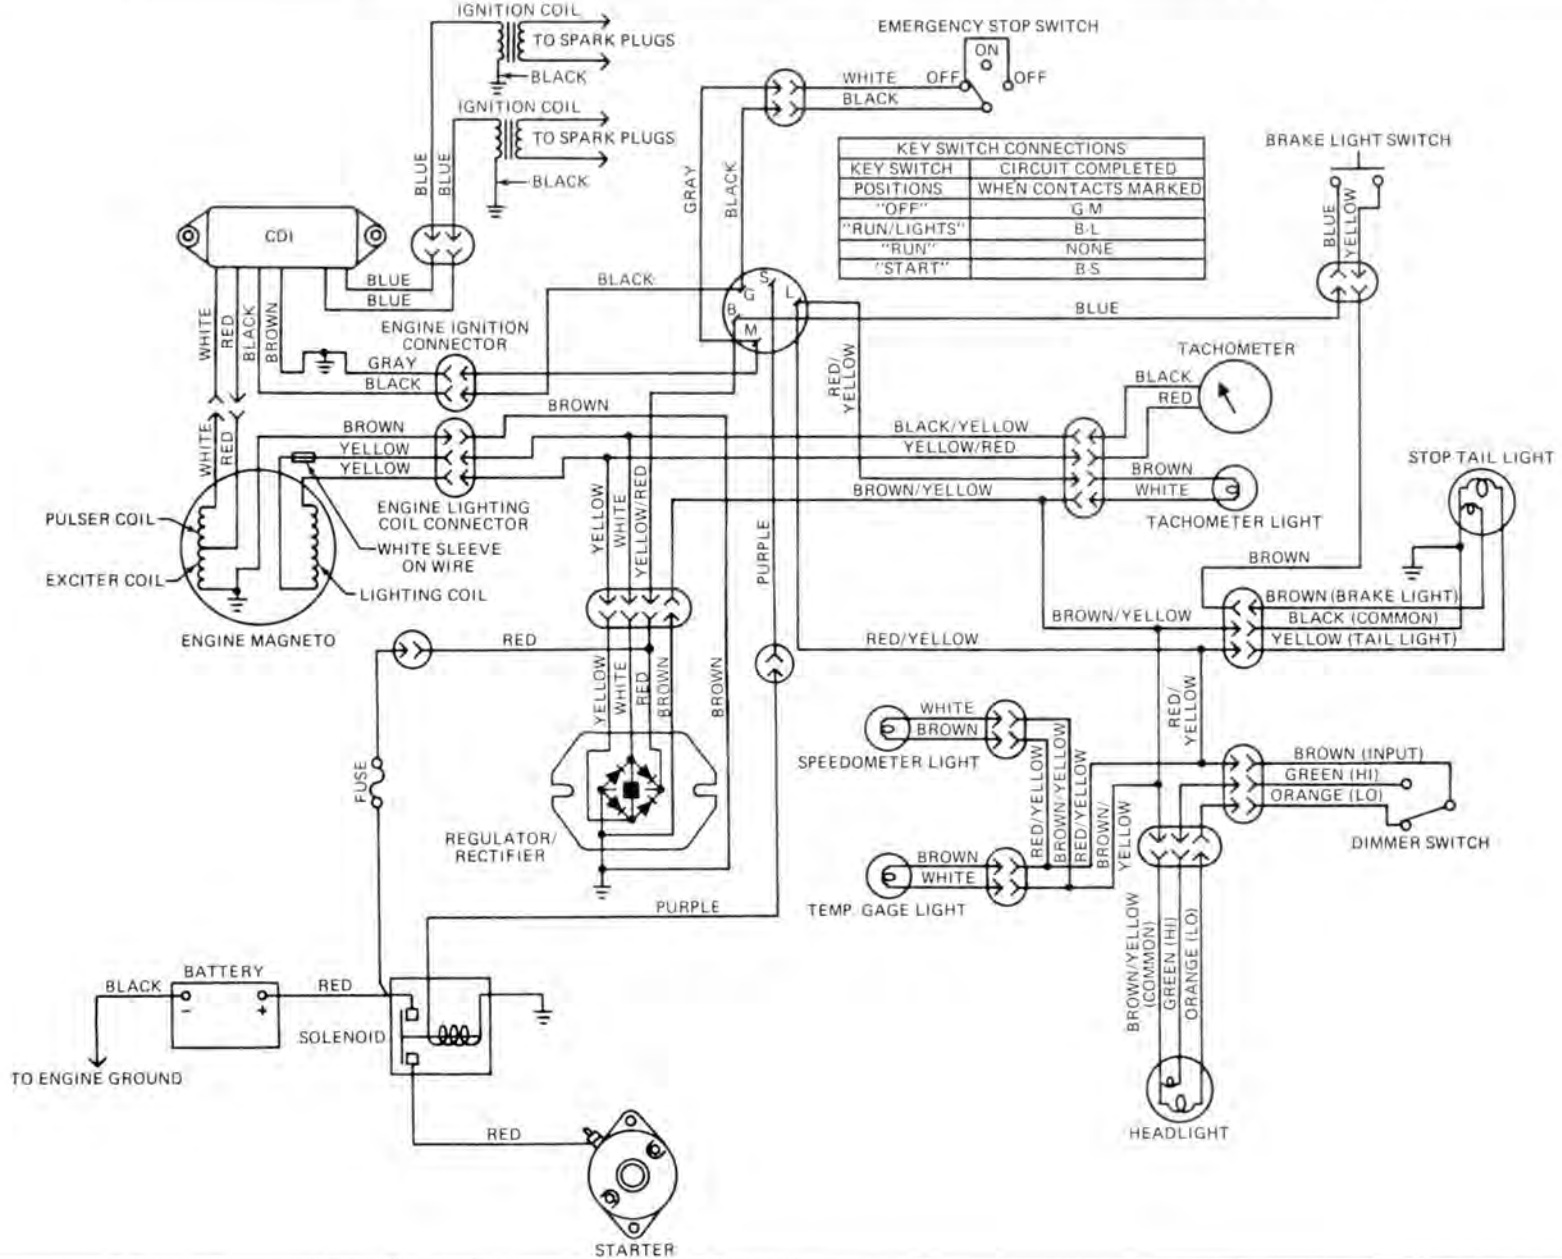 IGNITION COIL
TO SPARK PLUGS
BLACK
IGNITION COIL
TO SPARK PLUGS
BLACK
BLUE
BLUE
EMERGENCY STOP SWITCH
ON
OFF
OFF
WHITE
BLACK
GRAY
BLACK
KEY SWITCH CONNECTIONS
KEY SWITCH CIRCUIT COMPLETED
POSITIONS WHEN CONTACTS MARKED
"OFF" G-M
"RUN/LIGHTS" B-L
"RUN" NONE
"START" B-S
BRAKE LIGHT SWITCH
BLUE
YELLOW
CDI
BLUE
BLUE
WHITE
RED
BLACK
BROWN
ENGINE IGNITION
CONNECTOR
GRAY
BLACK
BLACK
S
G
L
B
M
BLUE
RED/
YELLOW
TACHOMETER
BLACK
RED
BROWN
BROWN
YELLOW
YELLOW
WHITE
RED
BLACK/YELLOW
YELLOW/RED
BROWN/YELLOW
BROWN
WHITE
TACHOMETER LIGHT
STOP TAIL LIGHT
ENGINE LIGHTING
COIL CONNECTOR
WHITE SLEEVE
ON WIRE
PULSER COIL
EXCITER COIL
LIGHTING COIL
ENGINE MAGNETO
YELLOW
WHITE
YELLOW/RED
PURPLE
BROWN
BROWN (BRAKE LIGHT)
BLACK (COMMON)
YELLOW (TAIL LIGHT)
BROWN/YELLOW
RED/YELLOW
RED
YELLOW
WHITE
RED
BROWN
BROWN
RED/
YELLOW
WHITE
BROWN
SPEEDOMETER LIGHT
FUSE
REGULATOR/
RECTIFIER
RED/YELLOW
BROWN/YELLOW
RED/YELLOW
BROWN/
YELLOW
BROWN (INPUT)
GREEN (HI)
ORANGE (LO)
DIMMER SWITCH
BROWN
WHITE
TEMP. GAGE LIGHT
PURPLE
BROWN/YELLOW
(COMMON)
GREEN (HI)
ORANGE (LO)
HEADLIGHT
BLACK
BATTERY
-
+
RED
SOLENOID
TO ENGINE GROUND
RED
STARTER